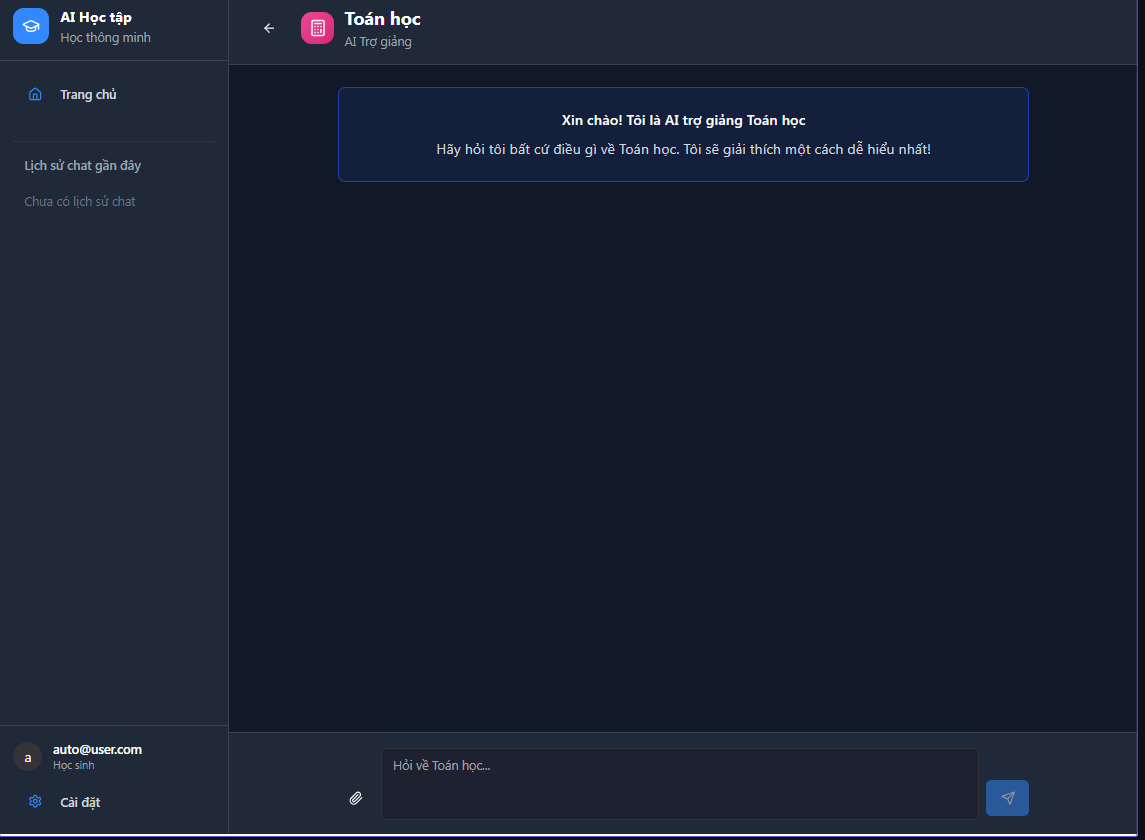 AI Học tập
Học thông minh
Trang chủ
Lịch sử chat gần đây
Chưa có lịch sử chat
auto@user.com
a
Học sinh
Cài đặt
Toán học
AI Trợ giảng
Xin chào! Tôi là AI trợ giảng Toán học
Hãy hỏi tôi bất cứ điều gì về Toán học. Tôi sẽ giải thích một cách dễ hiểu nhất!
Hỏi về Toán học...